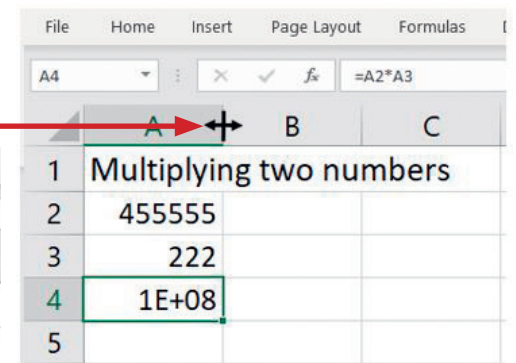 File Home Insert Page Layout Formulas
A4 fx =A2*A3
A B C
1 Multiplying two numbers
2 455555
3 222
4 1E+08
5